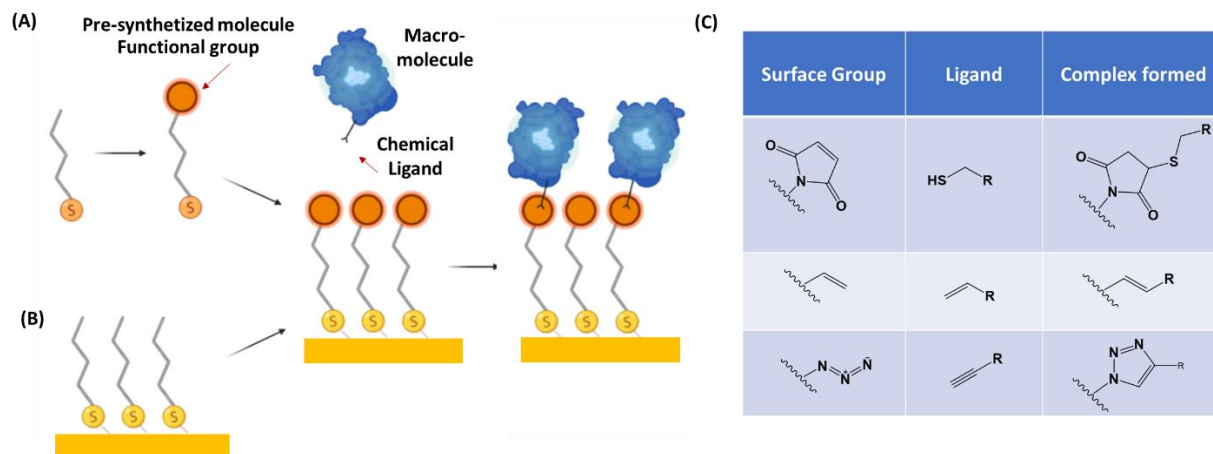 (A)
Pre-synthetized molecule
Functional group
Macro-
molecule
Chemical
Ligand
S
S
S S S
(B)
S S S
S S S
(C)
Surface Group Ligand Complex formed
O
N
O
HS R
O
N
O
S
R
R
R
N N⁺ N⁻
R
N N
N
R